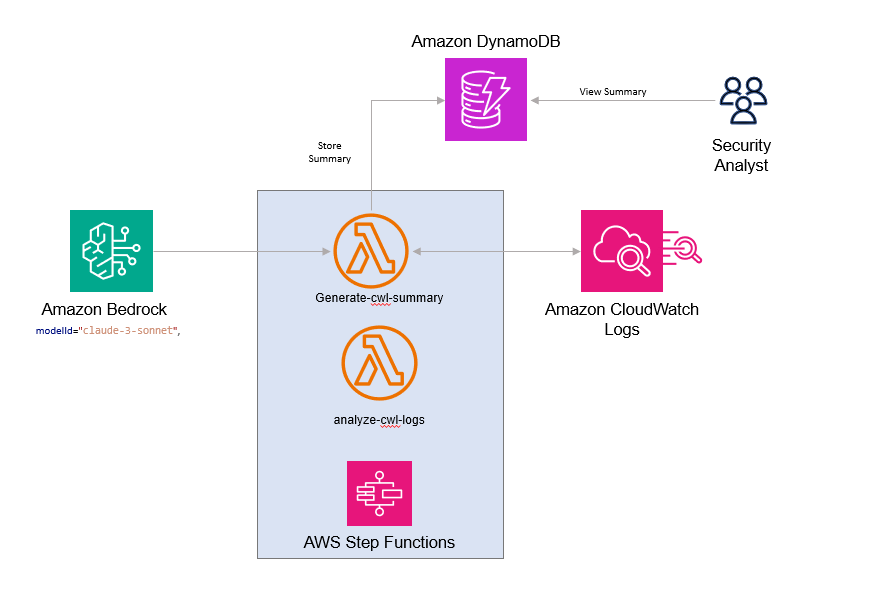 Amazon DynamoDB
View Summary
Security
Analyst
Store
Summary
Generate-cwl-summary
Amazon Bedrock
modelId="claude-3-sonnet",
Amazon CloudWatch
Logs
analyze-cwl-logs
AWS Step Functions